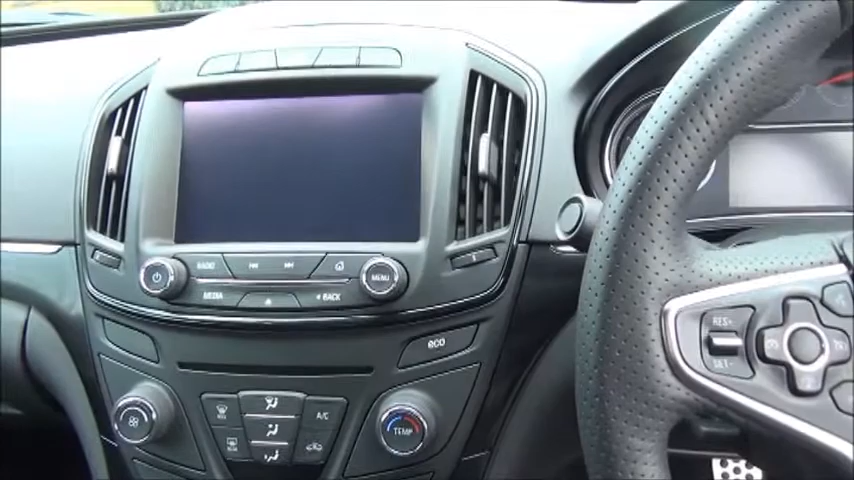 RADIO
MENU
MEDIA
BACK
eco
A/C
TEMP
RES+
SET-